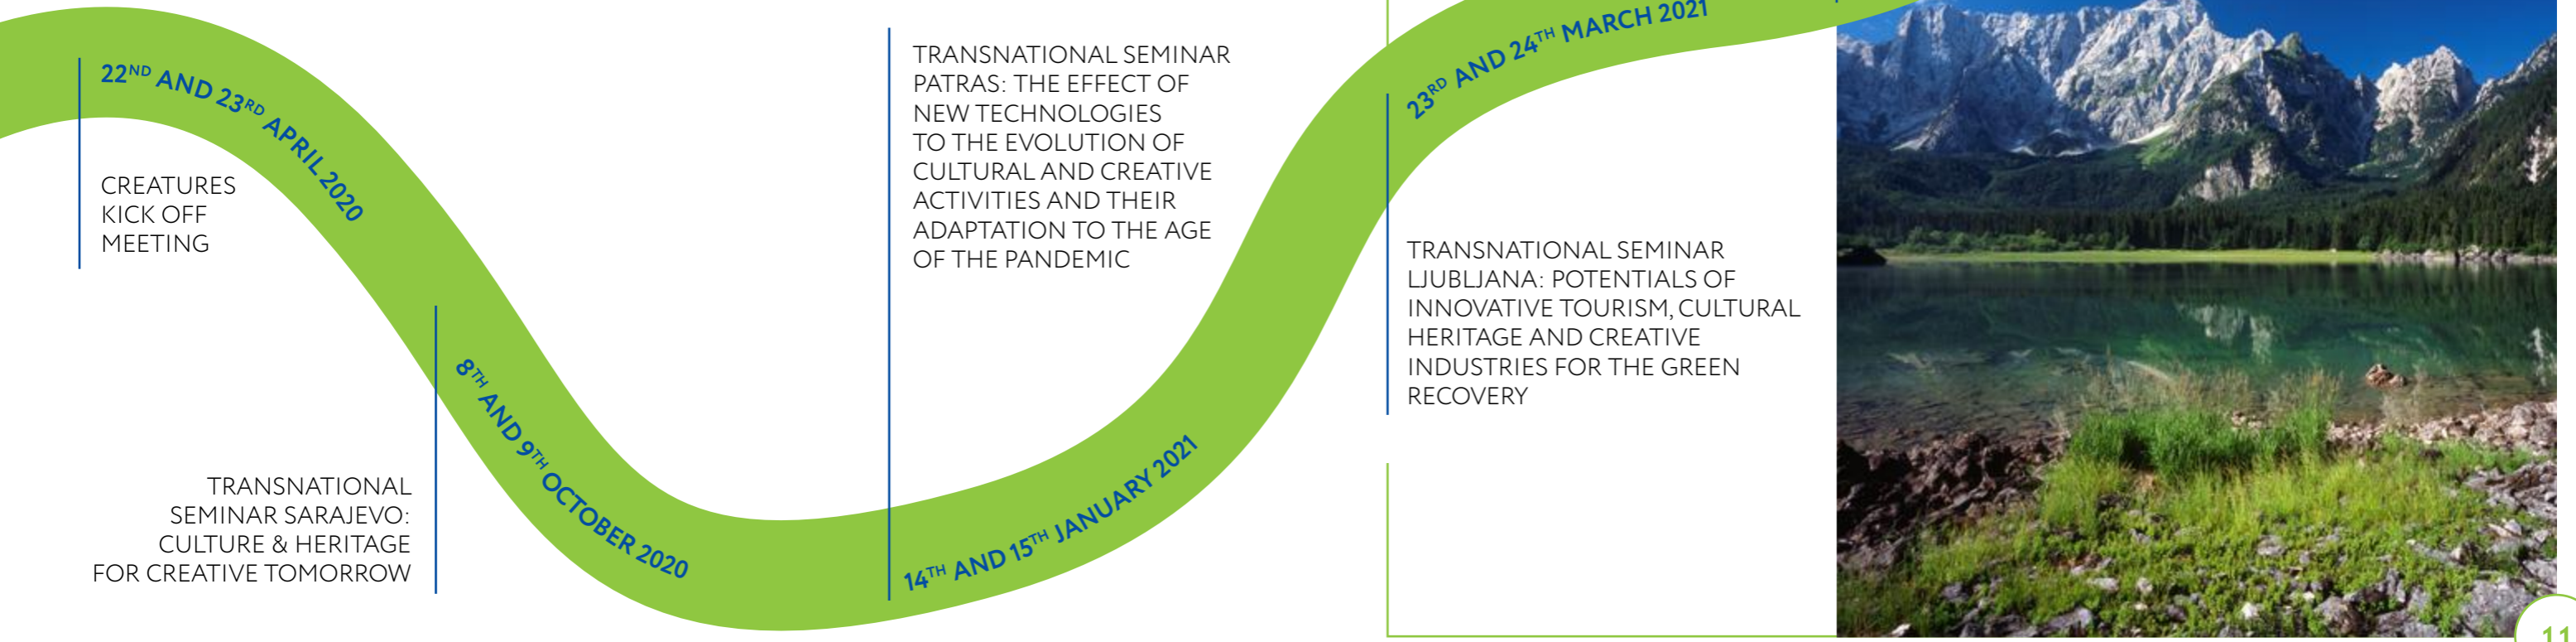 22ND AND 23RD APRIL 2020
CREATURES
KICK OFF
MEETING
8TH AND 9TH OCTOBER 2020
TRANSNATIONAL
SEMINAR SARAJEVO:
CULTURE & HERITAGE
FOR CREATIVE TOMORROW
14TH AND 15TH JANUARY 2021
TRANSNATIONAL SEMINAR
PATRAS: THE EFFECT OF
NEW TECHNOLOGIES
TO THE EVOLUTION OF
CULTURAL AND CREATIVE
ACTIVITIES AND THEIR
ADAPTATION TO THE AGE
OF THE PANDEMIC
23RD AND 24TH MARCH 2021
TRANSNATIONAL SEMINAR
LJUBLJANA: POTENTIALS OF
INNOVATIVE TOURISM, CULTURAL
HERITAGE AND CREATIVE
INDUSTRIES FOR THE GREEN
RECOVERY
11